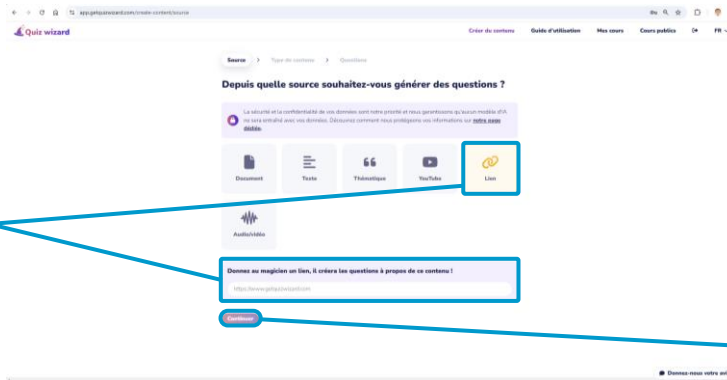 app.getquizwizard.com/create-content/source
Quiz wizard
Créer du contenu
Guide d'utilisation
Mes cours
Cours publics
FR
Source > Type de contenu > Questions
Depuis quelle source souhaitez-vous générer des questions ?
La sécurité et la confidentialité de vos données sont notre priorité et nous garantissons qu'aucun modèle d'IA
ne sera entraîné avec vos données. Découvrez comment nous protégeons vos informations sur notre page
dédiée.
Document
Texte
Thématique
YouTube
Lien
Audio/vidéo
Donnez au magicien un lien, il créera les questions à propos de ce contenu !
https://www.getquizwizard.com
Continuer
Donnez-nous votre avi